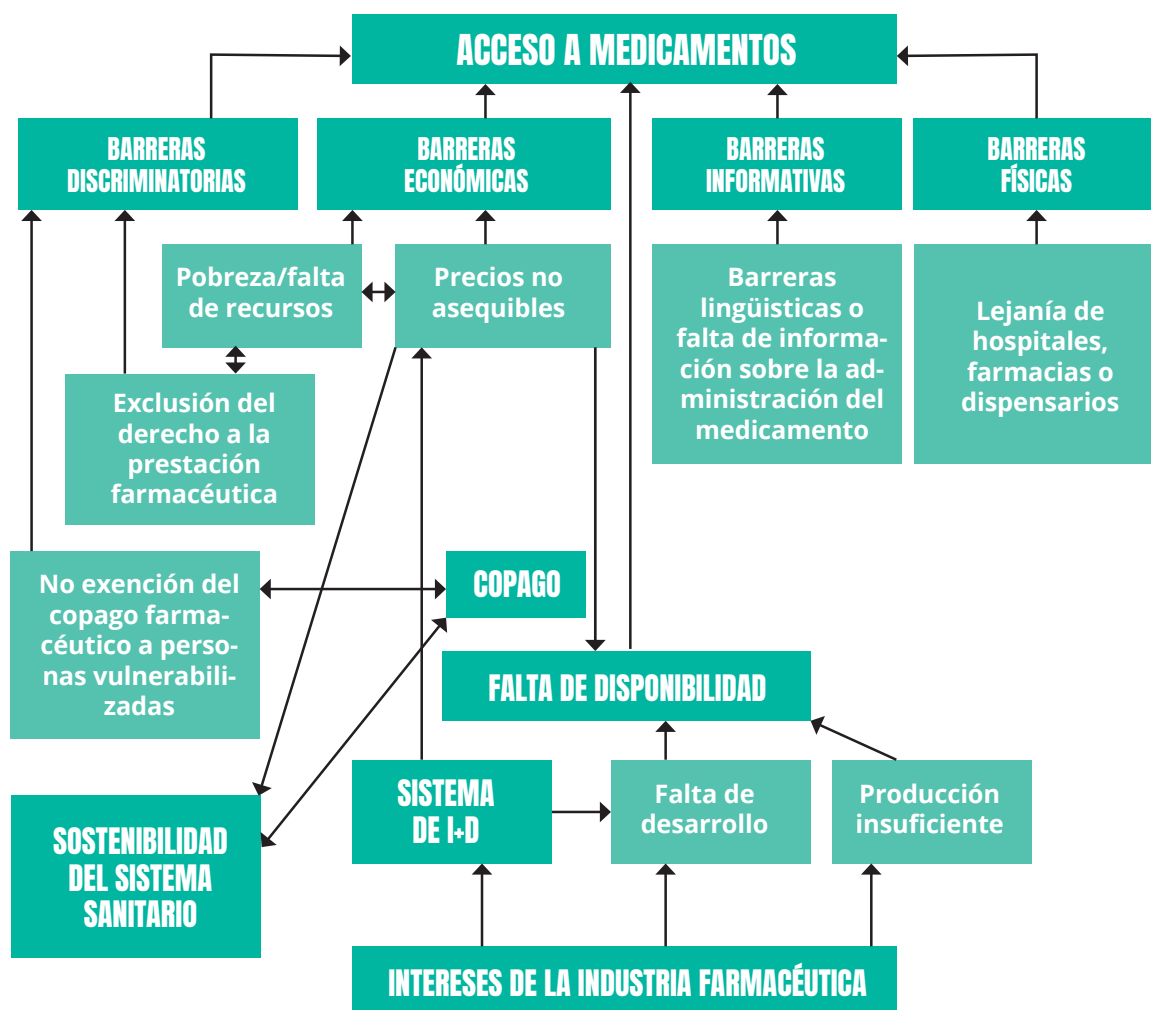 ACCESO A MEDICAMENTOS
BARRERAS
DISCRIMINATORIAS
BARRERAS
ECONÓMICAS
BARRERAS
INFORMATIVAS
BARRERAS
FÍSICAS
Pobreza/falta
de recursos
Precios no
asequibles
Barreras
lingüisticas o
falta de informa-
ción sobre la ad-
ministración del
medicamento
Lejanía de
hospitales,
farmacias o
dispensarios
Exclusión del
derecho a la
prestación
farmacéutica
No exención del
copago farma-
céutico a perso-
nas vulnerabili-
zadas
COPAGO
FALTA DE DISPONIBILIDAD
SISTEMA
DE I+D
Falta de
desarrollo
Producción
insuficiente
SOSTENIBILIDAD
DEL SISTEMA
SANITARIO
INTERESES DE LA INDUSTRIA FARMACÉUTICA